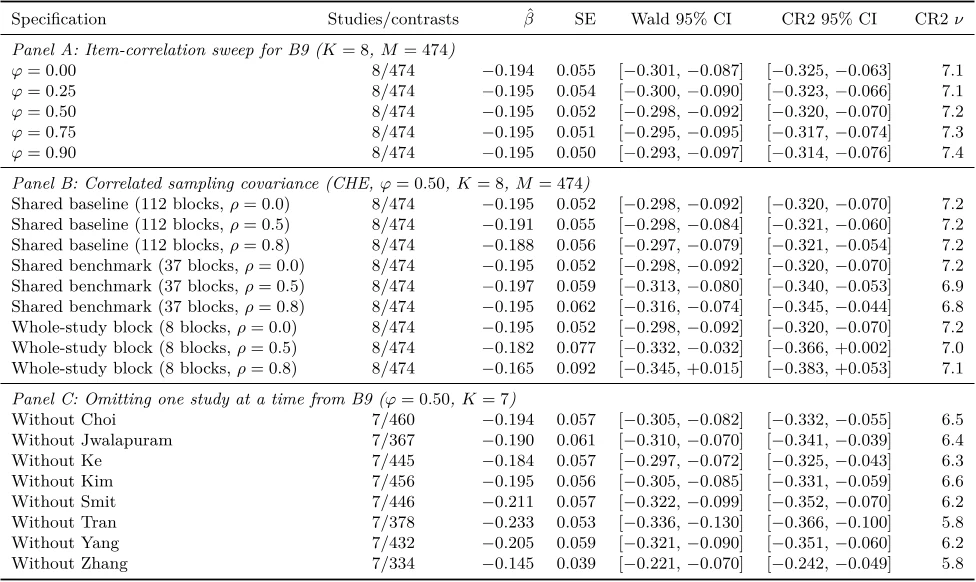 Specification Studies/contrasts β̂ SE Wald 95% CI CR2 95% CI CR2 ν
Panel A: Item-correlation sweep for B9 (K = 8, M = 474)
φ = 0.00 8/474 −0.194 0.055 [−0.301, −0.087] [−0.325, −0.063] 7.1
φ = 0.25 8/474 −0.195 0.054 [−0.300, −0.090] [−0.323, −0.066] 7.1
φ = 0.50 8/474 −0.195 0.052 [−0.298, −0.092] [−0.320, −0.070] 7.2
φ = 0.75 8/474 −0.195 0.051 [−0.295, −0.095] [−0.317, −0.074] 7.3
φ = 0.90 8/474 −0.195 0.050 [−0.293, −0.097] [−0.314, −0.076] 7.4
Panel B: Correlated sampling covariance (CHE, φ = 0.50, K = 8, M = 474)
Shared baseline (112 blocks, ρ = 0.0) 8/474 −0.195 0.052 [−0.298, −0.092] [−0.320, −0.070] 7.2
Shared baseline (112 blocks, ρ = 0.5) 8/474 −0.191 0.055 [−0.298, −0.084] [−0.321, −0.060] 7.2
Shared baseline (112 blocks, ρ = 0.8) 8/474 −0.188 0.056 [−0.297, −0.079] [−0.321, −0.054] 7.2
Shared benchmark (37 blocks, ρ = 0.0) 8/474 −0.195 0.052 [−0.298, −0.092] [−0.320, −0.070] 7.2
Shared benchmark (37 blocks, ρ = 0.5) 8/474 −0.197 0.059 [−0.313, −0.080] [−0.340, −0.053] 6.9
Shared benchmark (37 blocks, ρ = 0.8) 8/474 −0.195 0.062 [−0.316, −0.074] [−0.345, −0.044] 6.8
Whole-study block (8 blocks, ρ = 0.0) 8/474 −0.195 0.052 [−0.298, −0.092] [−0.320, −0.070] 7.2
Whole-study block (8 blocks, ρ = 0.5) 8/474 −0.182 0.077 [−0.332, −0.032] [−0.366, +0.002] 7.0
Whole-study block (8 blocks, ρ = 0.8) 8/474 −0.165 0.092 [−0.345, +0.015] [−0.383, +0.053] 7.1
Panel C: Omitting one study at a time from B9 (φ = 0.50, K = 7)
Without Choi 7/460 −0.194 0.057 [−0.305, −0.082] [−0.332, −0.055] 6.5
Without Jwalapuram 7/367 −0.190 0.061 [−0.310, −0.070] [−0.341, −0.039] 6.4
Without Ke 7/445 −0.184 0.057 [−0.297, −0.072] [−0.325, −0.043] 6.3
Without Kim 7/456 −0.195 0.056 [−0.305, −0.085] [−0.331, −0.059] 6.6
Without Smit 7/446 −0.211 0.057 [−0.322, −0.099] [−0.352, −0.070] 6.2
Without Tran 7/378 −0.233 0.053 [−0.336, −0.130] [−0.366, −0.100] 5.8
Without Yang 7/432 −0.205 0.059 [−0.321, −0.090] [−0.351, −0.060] 6.2
Without Zhang 7/334 −0.145 0.039 [−0.221, −0.070] [−0.242, −0.049] 5.8